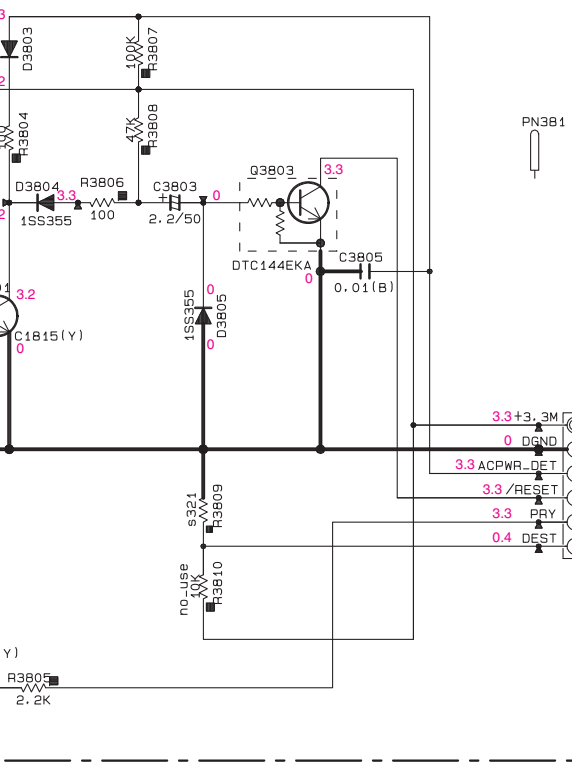 3
D3803
100K
R3807
2
47K
R3808
R3804
PN381
Q3803
3.3
D3804
3.3
R3806
C3803
+
0
1SS355
100
2.2/50
2
DTC144EKA
C3805
0
0.01(B)
3.2
0
1SS355
D3805
C1815(Y)
0
0
3.3 +3.3M
0 DGND
3.3 ACPWR_DET
3.3 /RESET
3.3 PRY
0.4 DEST
s321
R3809
no_use
10K
R3810
Y)
R3805
2.2K